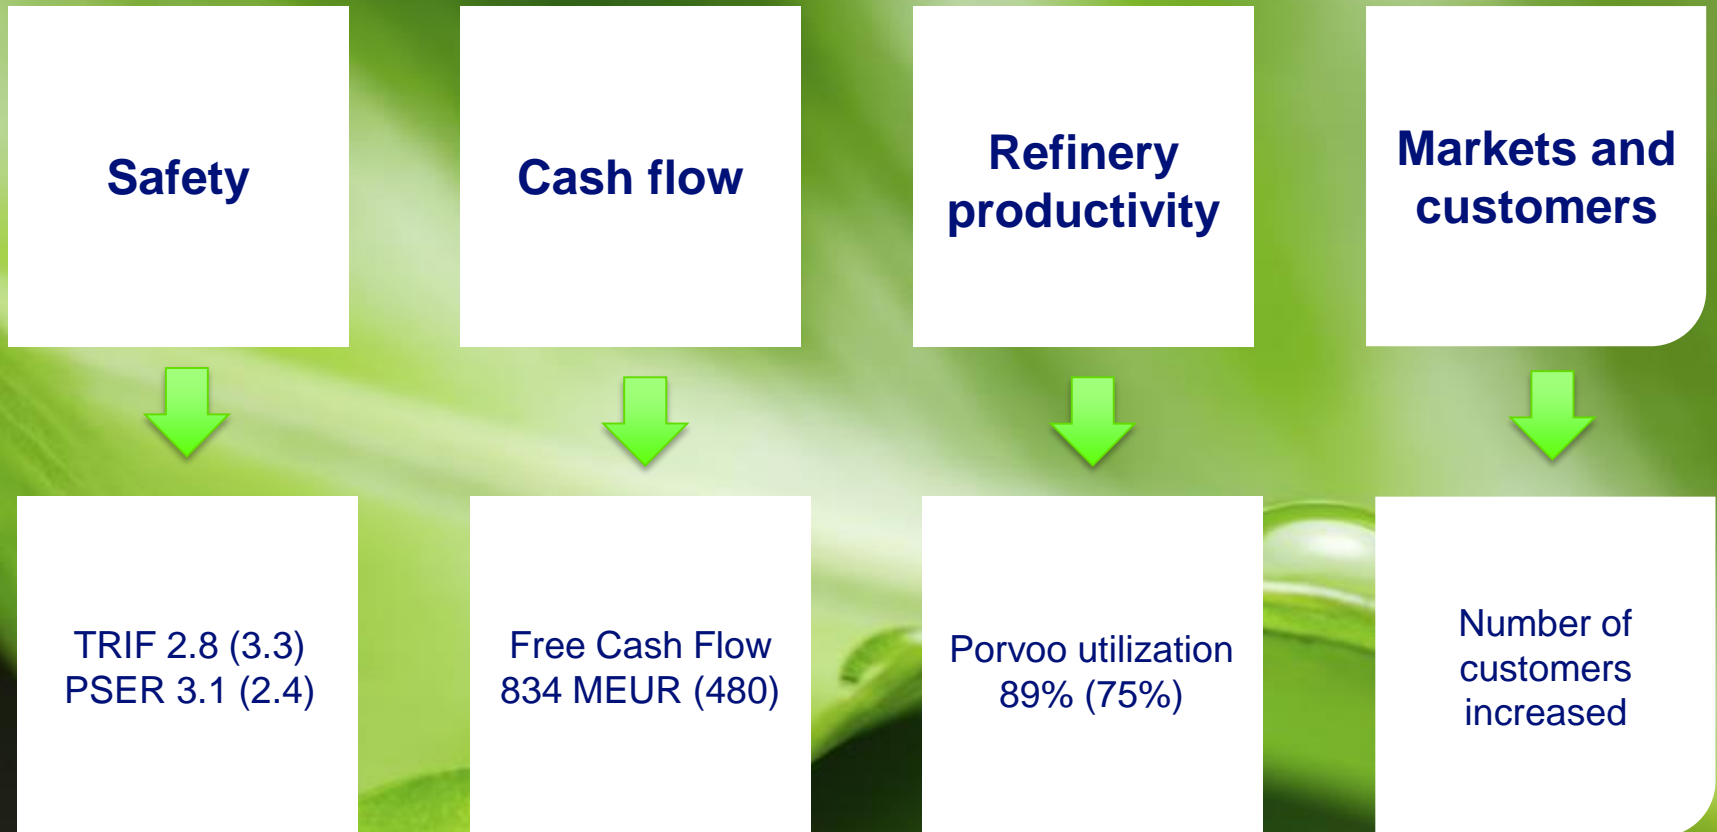 Safety
Cash flow
Refinery
productivity
Markets and
customers
TRIF 2.8 (3.3)
PSER 3.1 (2.4)
Free Cash Flow
834 MEUR (480)
Porvoo utilization
89% (75%)
Number of
customers
increased